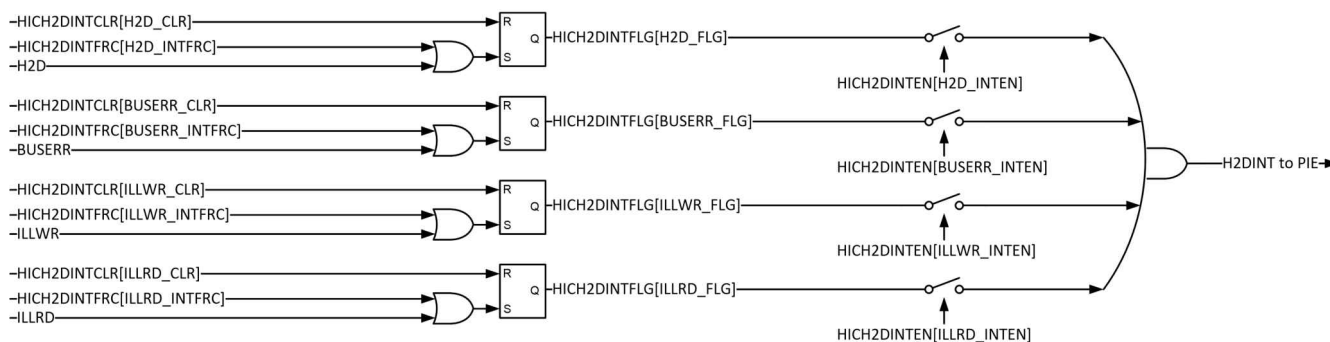 HICH2DINTCLR[H2D_CLR]
HICH2DINTFRC[H2D_INTFRC]
H2D
R
S
Q
HICH2DINTFLG[H2D_FLG]
HICH2DINTEN[H2D_INTEN]
HICH2DINTCLR[BUSERR_CLR]
HICH2DINTFRC[BUSERR_INTFRC]
BUSERR
R
S
Q
HICH2DINTFLG[BUSERR_FLG]
HICH2DINTEN[BUSERR_INTEN]
H2DINT to PIE
HICH2DINTCLR[ILLWR_CLR]
HICH2DINTFRC[ILLWR_INTFRC]
ILLWR
R
S
Q
HICH2DINTFLG[ILLWR_FLG]
HICH2DINTEN[ILLWR_INTEN]
HICH2DINTCLR[ILLRD_CLR]
HICH2DINTFRC[ILLRD_INTFRC]
ILLRD
R
S
Q
HICH2DINTFLG[ILLRD_FLG]
HICH2DINTEN[ILLRD_INTEN]